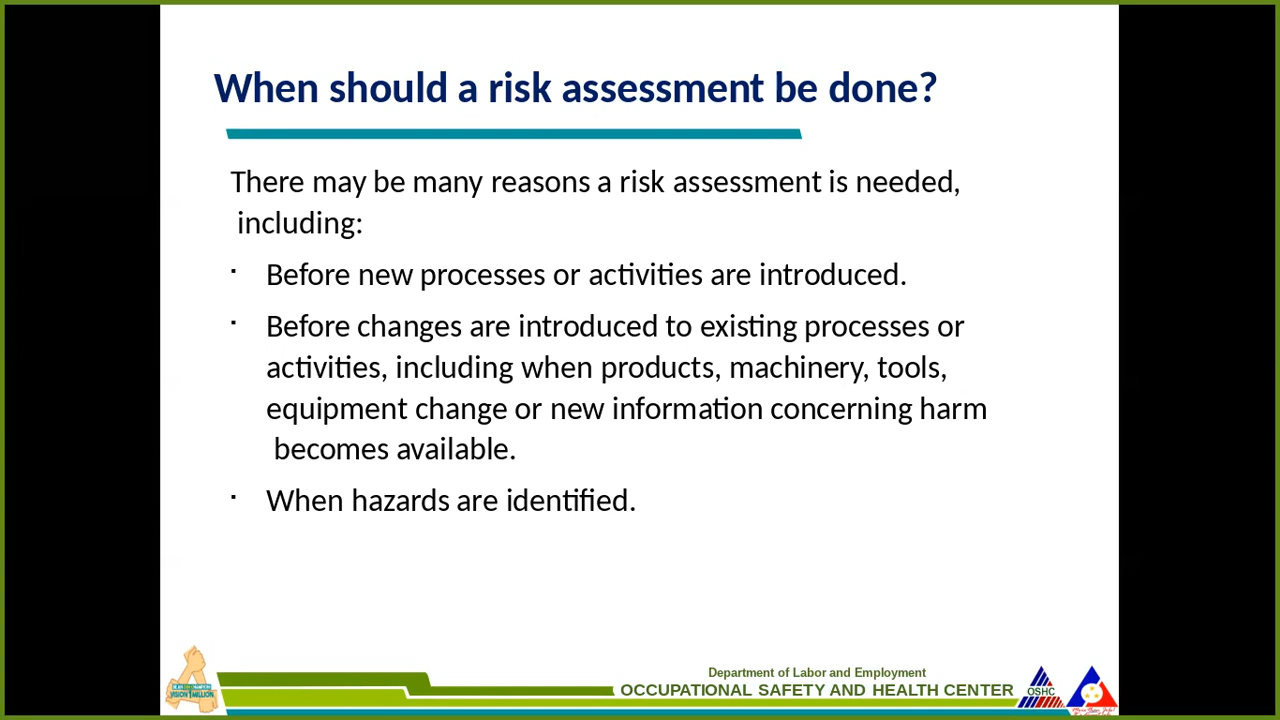 When should a risk assessment be done?
There may be many reasons a risk assessment is needed,
including:
▪ Before new processes or activities are introduced.
▪ Before changes are introduced to existing processes or
activities, including when products, machinery, tools,
equipment change or new information concerning harm
becomes available.
▪ When hazards are identified.
Department of Labor and Employment
OCCUPATIONAL SAFETY AND HEALTH CENTER
OSHC
VISION 1 MILLION